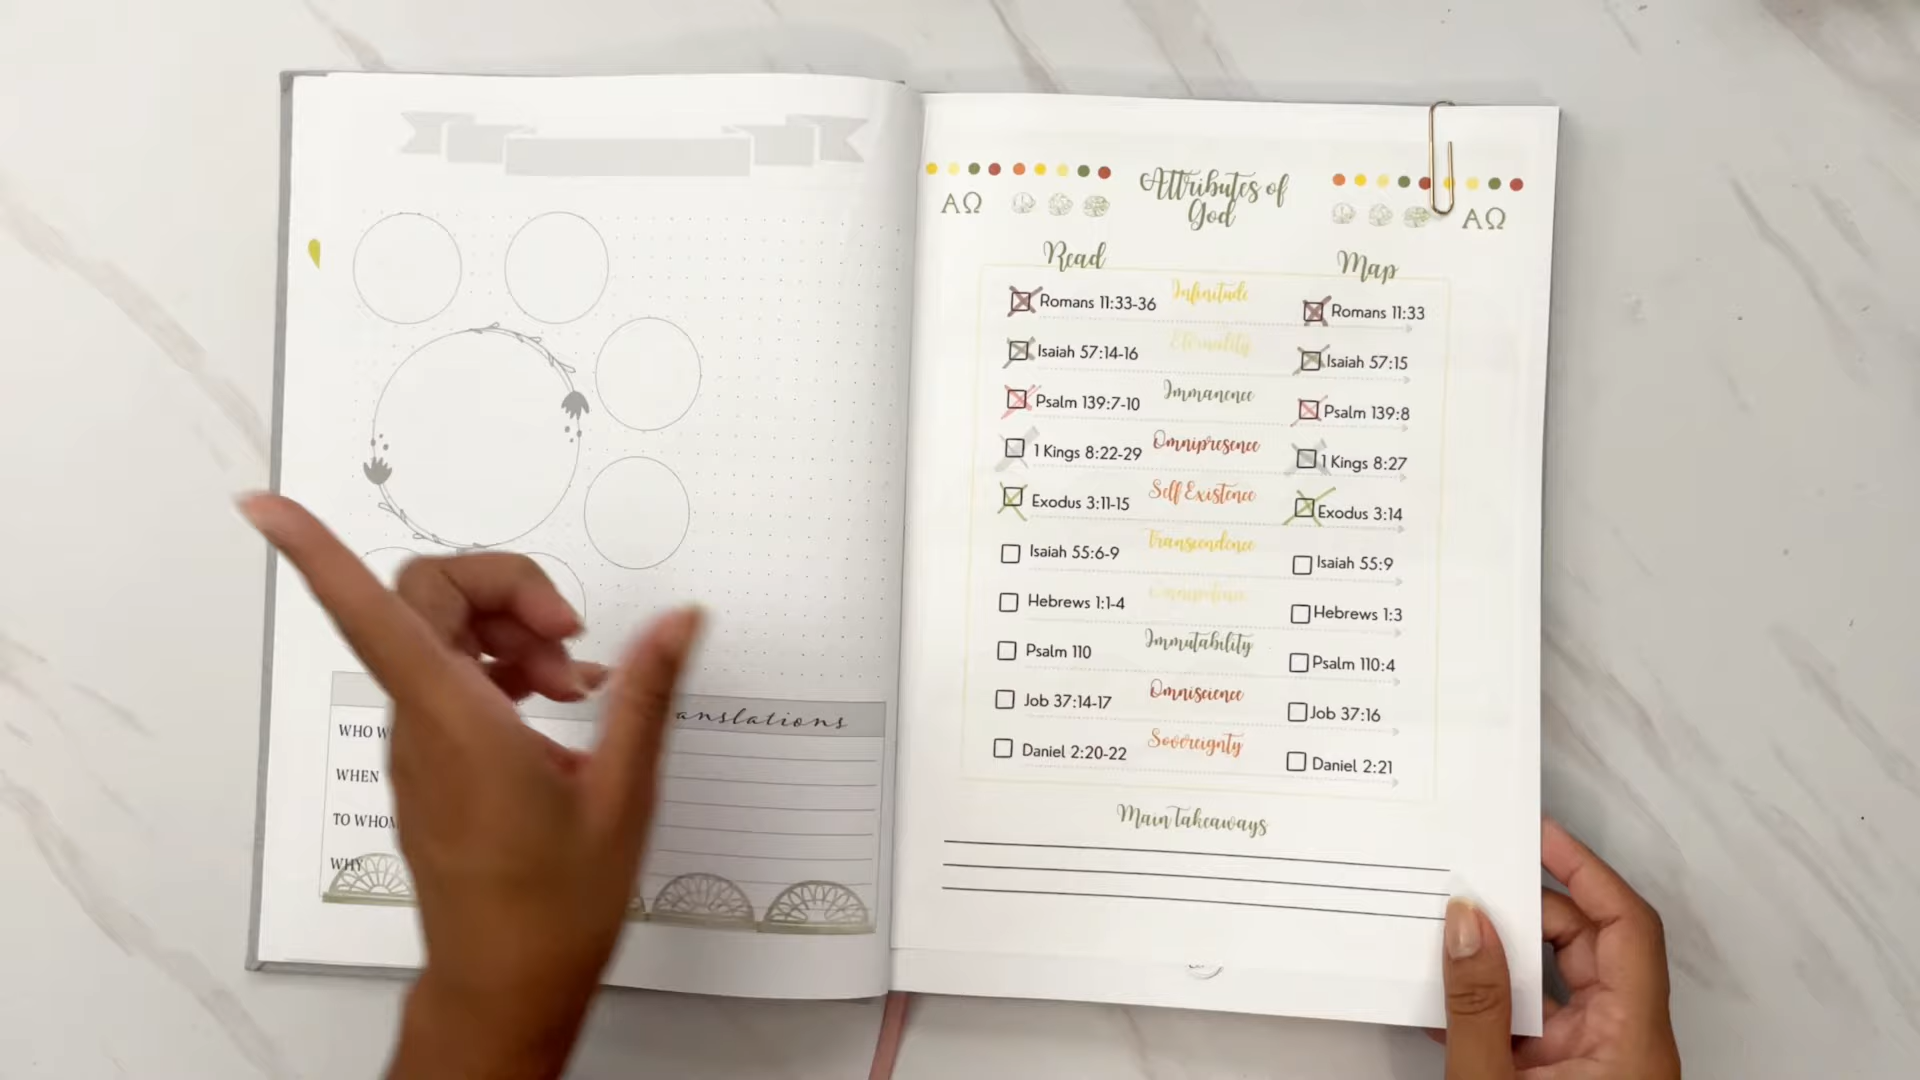 anslations
WHO W
WHEN
TO WHOM
WHY
ΑΩ
Attributes of
God
ΑΩ
Read
Map
Romans 11:33-36 Infinitude Romans 11:33
Isaiah 57:14-16 Eternality Isaiah 57:15
Psalm 139:7-10 Immanence Psalm 139:8
1 Kings 8:22-29 Omnipresence 1 Kings 8:27
Exodus 3:11-15 Self Existence Exodus 3:14
Isaiah 55:6-9 Transcendence Isaiah 55:9
Hebrews 1:1-4 Hebrews 1:3
Psalm 110 Immutability Psalm 110:4
Job 37:14-17 Omniscience Job 37:16
Daniel 2:20-22 Sovereignty Daniel 2:21
Main takeaways